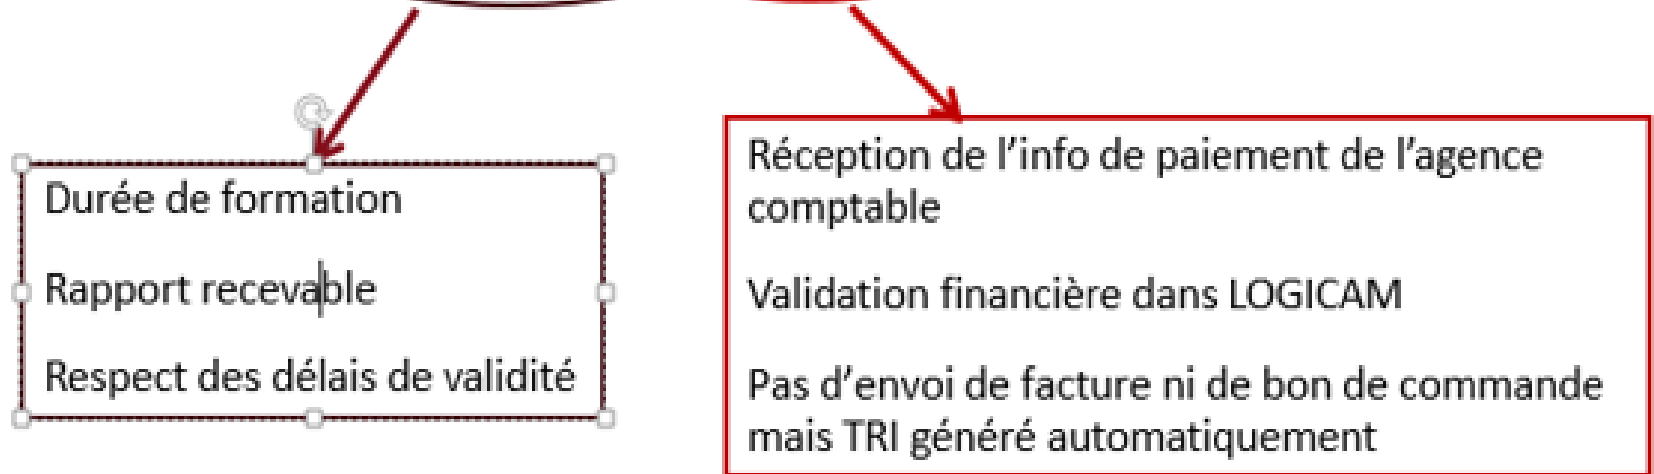 Durée de formation
Rapport recevable
Respect des délais de validité
Réception de l’info de paiement de l’agence
comptable
Validation financière dans LOGICAM
Pas d’envoi de facture ni de bon de commande
mais TRI généré automatiquement